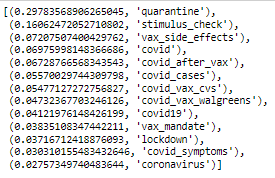 [(0.29783568906265045, 'quarantine'),
(0.16062472052710802, 'stimulus_check'),
(0.07207507400429762, 'vax_side_effects'),
(0.06975998148366686, 'covid'),
(0.06728766568343543, 'covid_after_vax'),
(0.05570029744309798, 'covid_cases'),
(0.05477127272756827, 'covid_vax_cvs'),
(0.04732367703246126, 'covid_vax_walgreens'),
(0.04121976148426199, 'covid19'),
(0.03835108347442211, 'vax_mandate'),
(0.03716712418876093, 'lockdown'),
(0.030310155483432646, 'covid_symptoms'),
(0.02757349740483644, 'coronavirus')]